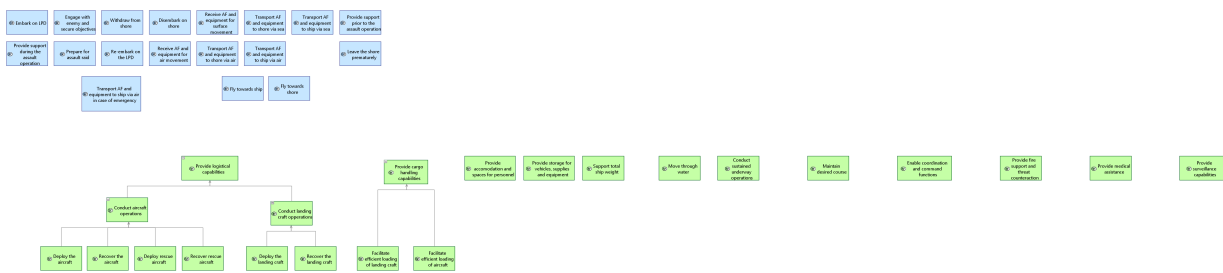 Embark on LPD
Engage with
enemy and
secure objectives
Withdraw from
shore
Disembark on
shore
Receive AF and
equipment for
surface
movement
Transport AF
and equipment
to shore via sea
Transport AF
and equipment
to ship via sea
Provide support
prior to the
assault operation
Provide support
during the
assault
operation
Prepare for
assault raid
Re-embark on
the LPD
Receive AF and
equipment for
air movement
Transport AF
and equipment
to shore via air
Transport AF
and equipment
to ship via air
Leave the shore
prematurely
Transport AF and
equipment to ship via air
in case of emergency
Fly towards ship
Fly towards
shore
Provide logistical
capabilities
Provide cargo
handling
capabilities
Provide
accomodation and
spaces for personnel
Provide storage for
vehicles, supplies
and equipment
Support total
ship weight
Move through
water
Conduct
sustained
underway
operations
Maintain
desired course
Enable coordination
and command
functions
Provide fire
support and
threat
counteraction
Provide medical
assistance
Provide
surveillance
capabilities
Conduct aircraft
operations
Conduct landing
craft opperations
Deploy the
aircraft
Recover the
aircraft
Deploy rescue
aircraft
Recover rescue
aircraft
Deploy the
landing craft
Recover the
landing craft
Facilitate
efficient loading
of landing craft
Facilitate
efficient loading
of aircraft